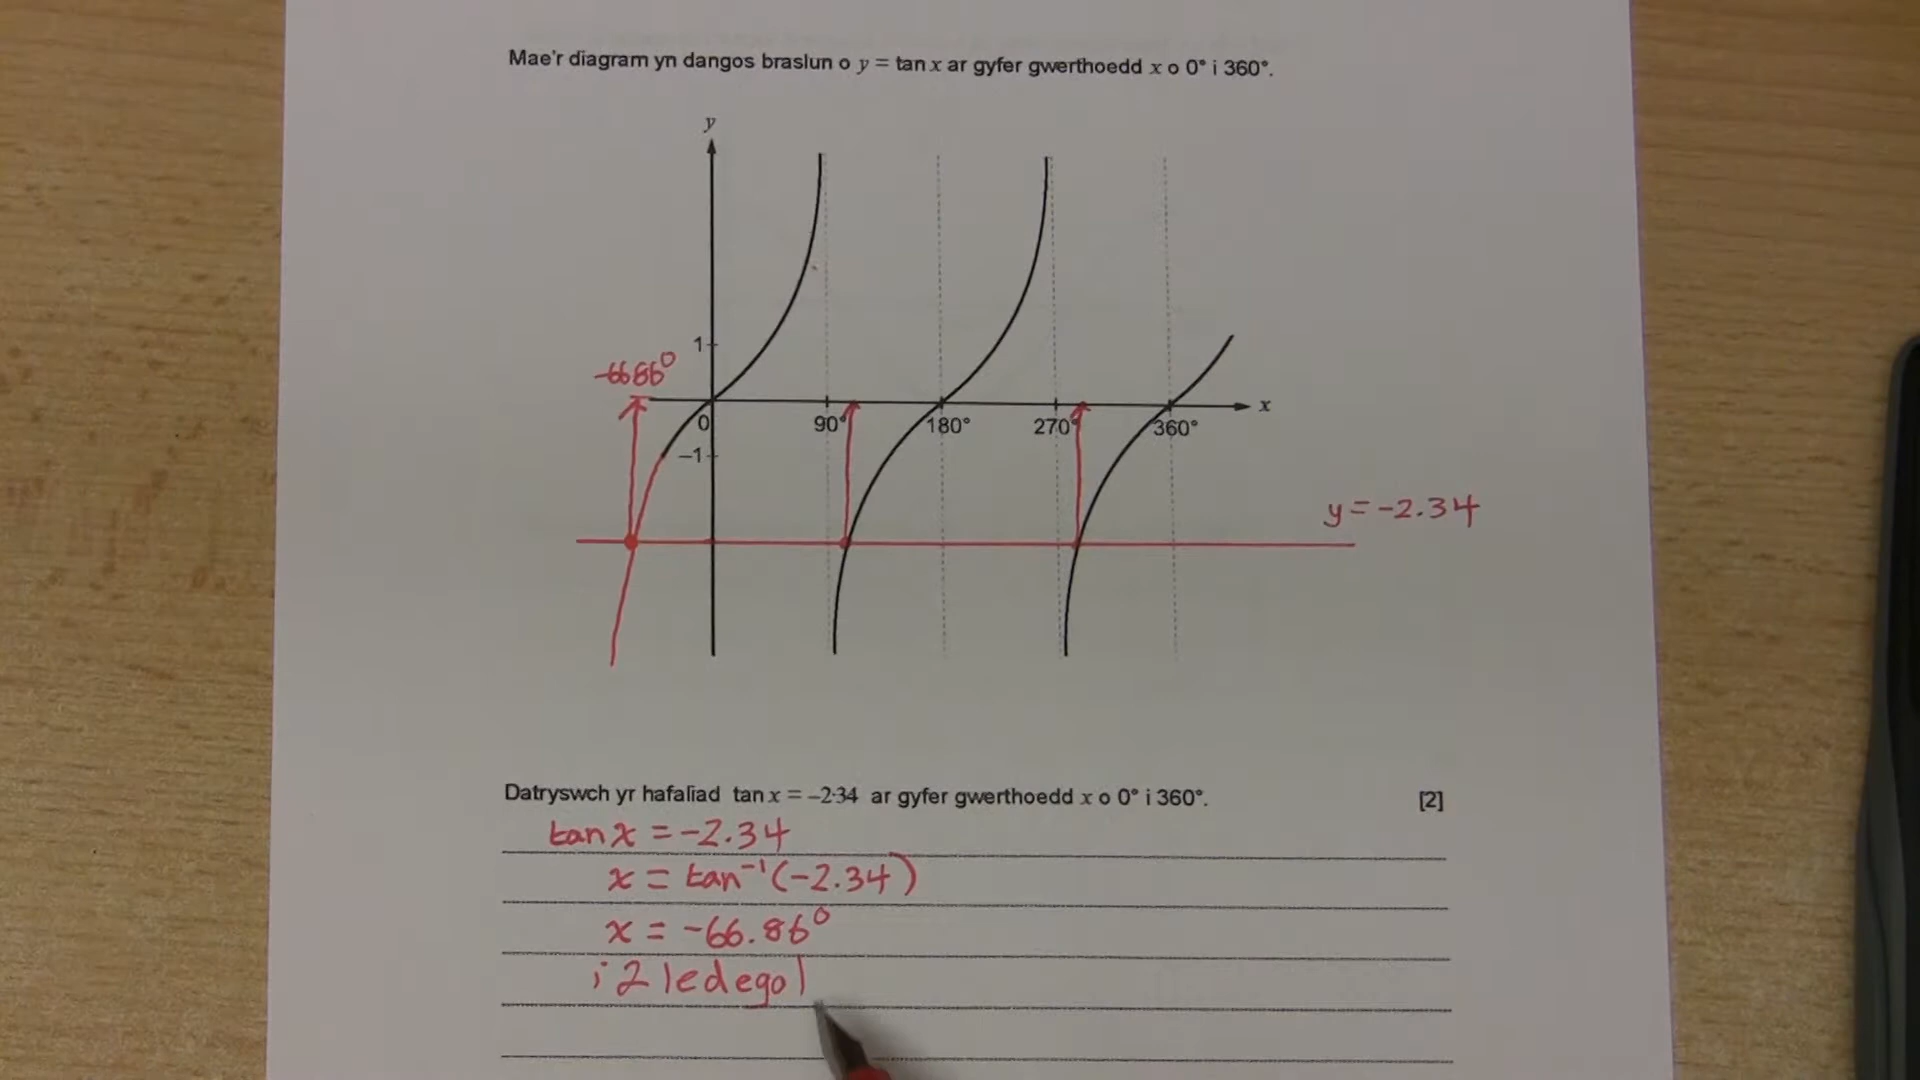 Mae'r diagram yn dangos braslun o y = tan x ar gyfer gwerthoedd x o 0° i 360°.
y
1
-6686°
x
0
90°
180°
270°
360°
–1
y = -2.34
Datryswch yr hafaliad tan x = –2·34 ar gyfer gwerthoedd x o 0° i 360°. [2]
tan x = -2.34
x = tan⁻¹(-2.34)
x = -66.86°
i 2 ledegol